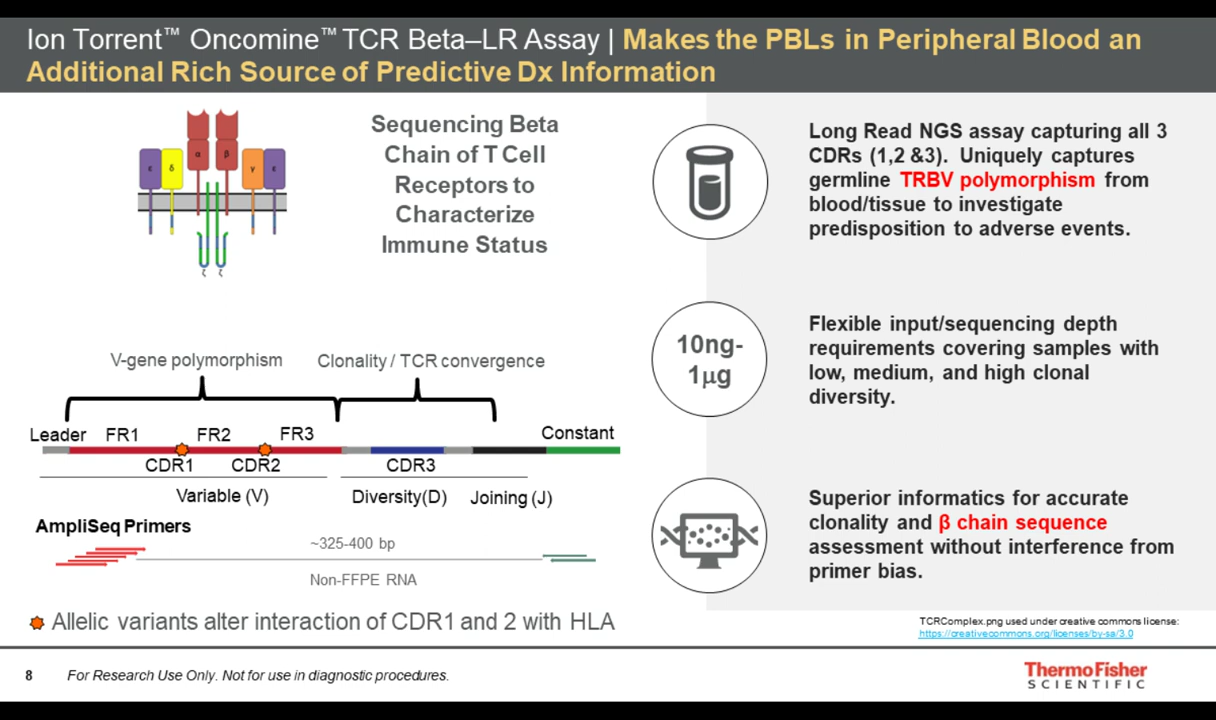 Ion Torrent™ Oncomine™ TCR Beta–LR Assay | Makes the PBLs in Peripheral Blood an
Additional Rich Source of Predictive Dx Information
ε δ α β γ ε
ζ ζ
Sequencing Beta
Chain of T Cell
Receptors to
Characterize
Immune Status
Long Read NGS assay capturing all 3
CDRs (1,2 &3). Uniquely captures
germline TRBV polymorphism from
blood/tissue to investigate
predisposition to adverse events.
10ng-
1µg
Flexible input/sequencing depth
requirements covering samples with
low, medium, and high clonal
diversity.
V-gene polymorphism
Clonality / TCR convergence
Leader FR1 FR2 FR3 Constant
CDR1 CDR2 CDR3
Variable (V) Diversity(D) Joining (J)
AmpliSeq Primers
~325-400 bp
Non-FFPE RNA
Superior informatics for accurate
clonality and β chain sequence
assessment without interference from
primer bias.
Allelic variants alter interaction of CDR1 and 2 with HLA
TCRComplex.png used under creative commons license:
https://creativecommons.org/licenses/by-sa/3.0
8 For Research Use Only. Not for use in diagnostic procedures.
ThermoFisher
SCIENTIFIC